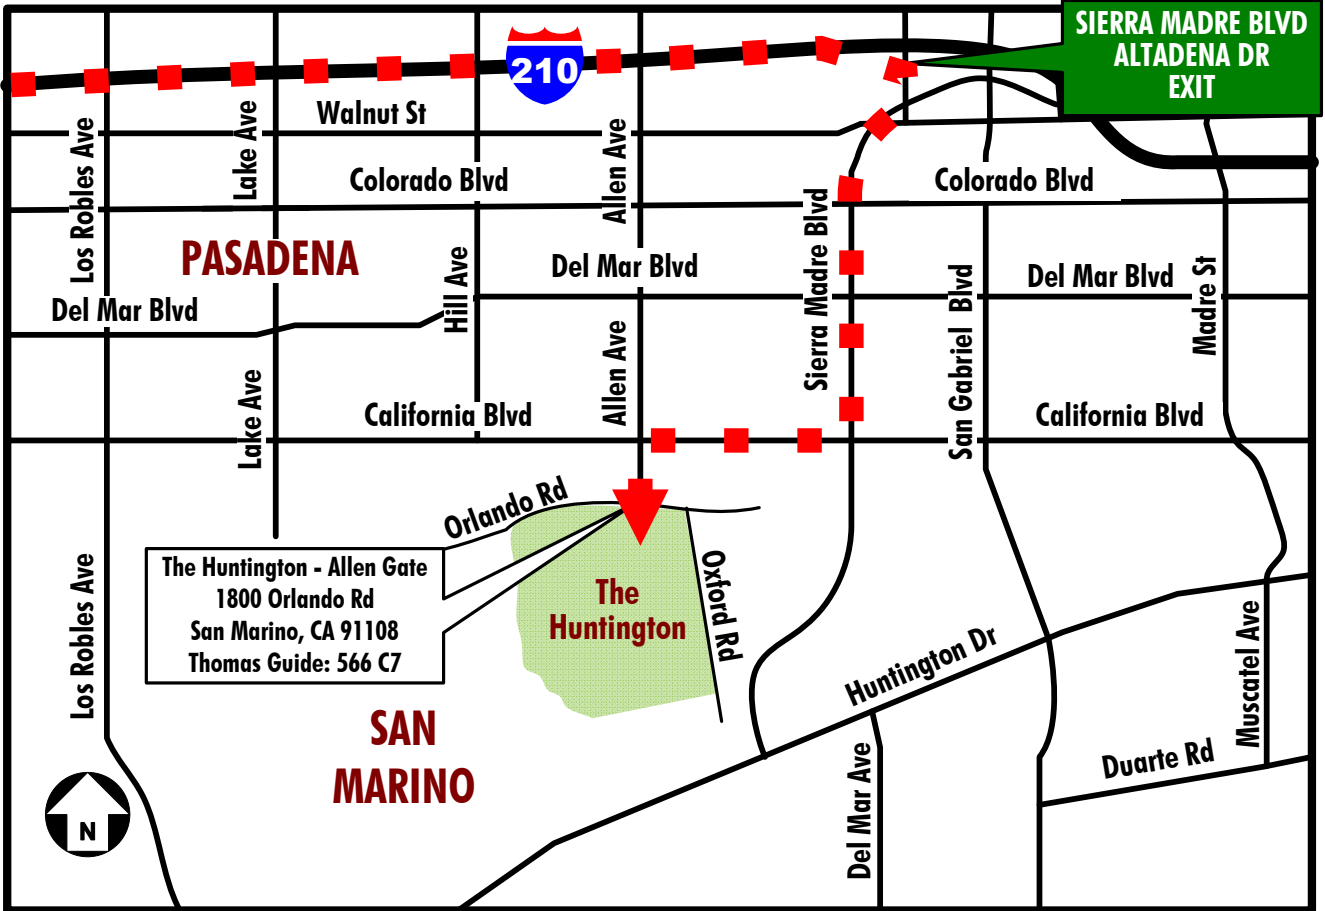 SIERRA MADRE BLVD
ALTADENA DR
EXIT
210
Walnut St
Los Robles Ave
Lake Ave
Allen Ave
Colorado Blvd
Colorado Blvd
PASADENA
Sierra Madre Blvd
Del Mar Blvd
Del Mar Blvd
Del Mar Blvd
Hill Ave
San Gabriel Blvd
Madre St
Lake Ave
Allen Ave
California Blvd
California Blvd
Orlando Rd
The Huntington - Allen Gate
1800 Orlando Rd
San Marino, CA 91108
Thomas Guide: 566 C7
The
Huntington
Oxford Rd
Los Robles Ave
Huntington Dr
Muscatel Ave
SAN
MARINO
Duarte Rd
Del Mar Ave
N